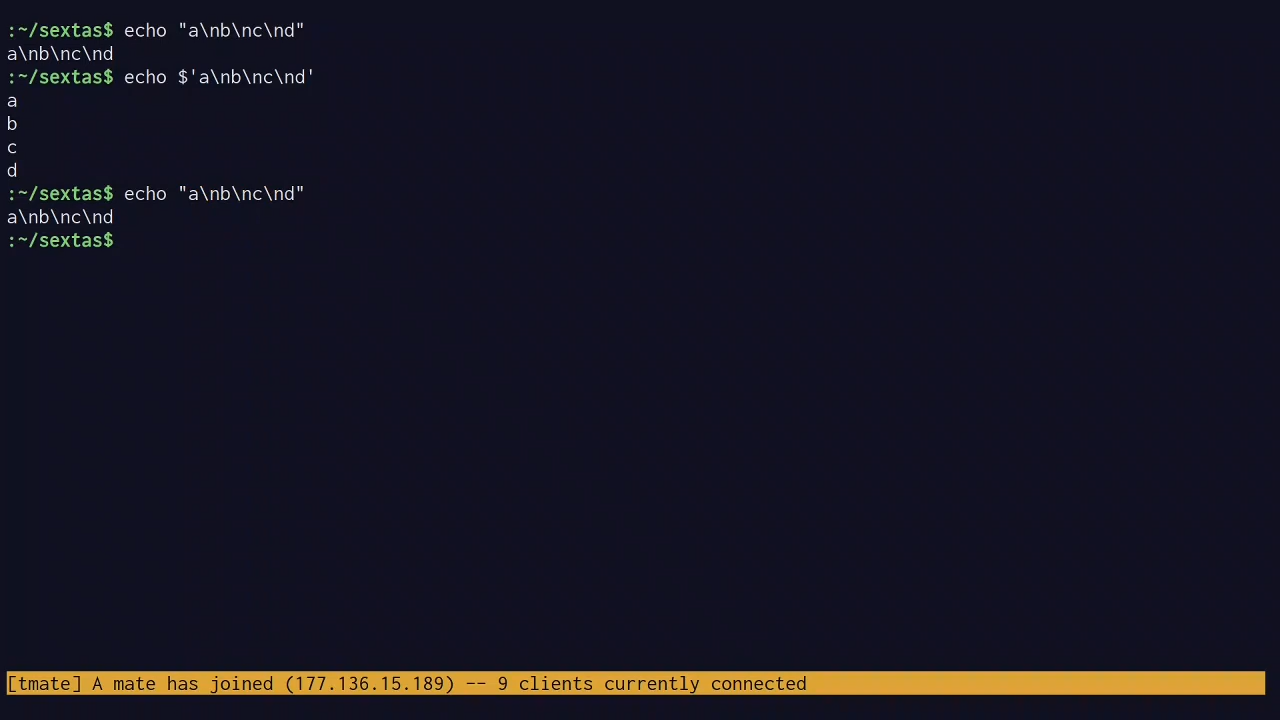 :~/sextas$ echo "a\nb\nc\nd"
a\nb\nc\nd
:~/sextas$ echo $'a\nb\nc\nd'
a
b
c
d
:~/sextas$ echo "a\nb\nc\nd"
a\nb\nc\nd
:~/sextas$
[tmate] A mate has joined (177.136.15.189) -- 9 clients currently connected